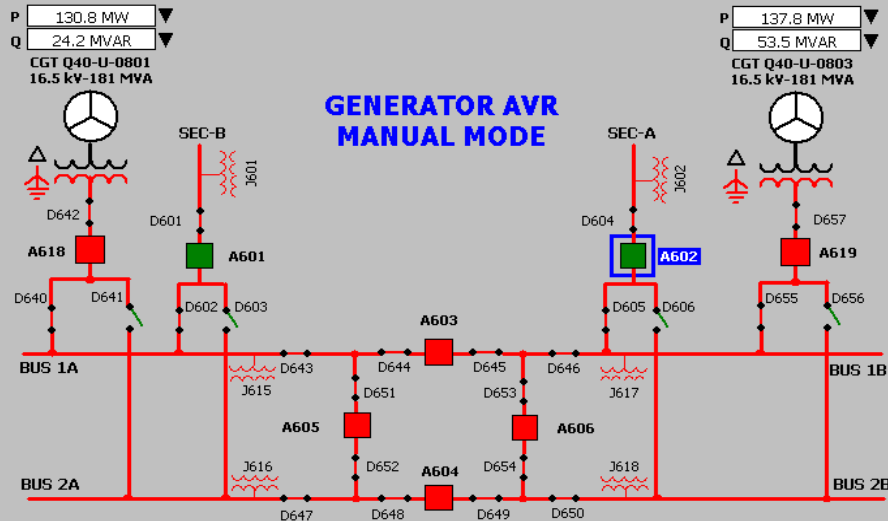 P 130.8 MW
Q 24.2 MVAR
CGT Q40-U-0801
16.5 kV-181 MVA
P 137.8 MW
Q 53.5 MVAR
CGT Q40-U-0803
16.5 kV-181 MVA
GENERATOR AVR
MANUAL MODE
SEC-B
SEC-A
J601
J602
D642
D601
D604
D657
A618
A601
A602
A619
D640
D641
D602
D603
D605
D606
D655
D656
A603
BUS 1A
D643
D644
D645
D646
BUS 1B
J615
J617
D651
D653
A605
A606
J616
D652
A604
D654
J618
BUS 2A
BUS 2B
D647
D648
D649
D650